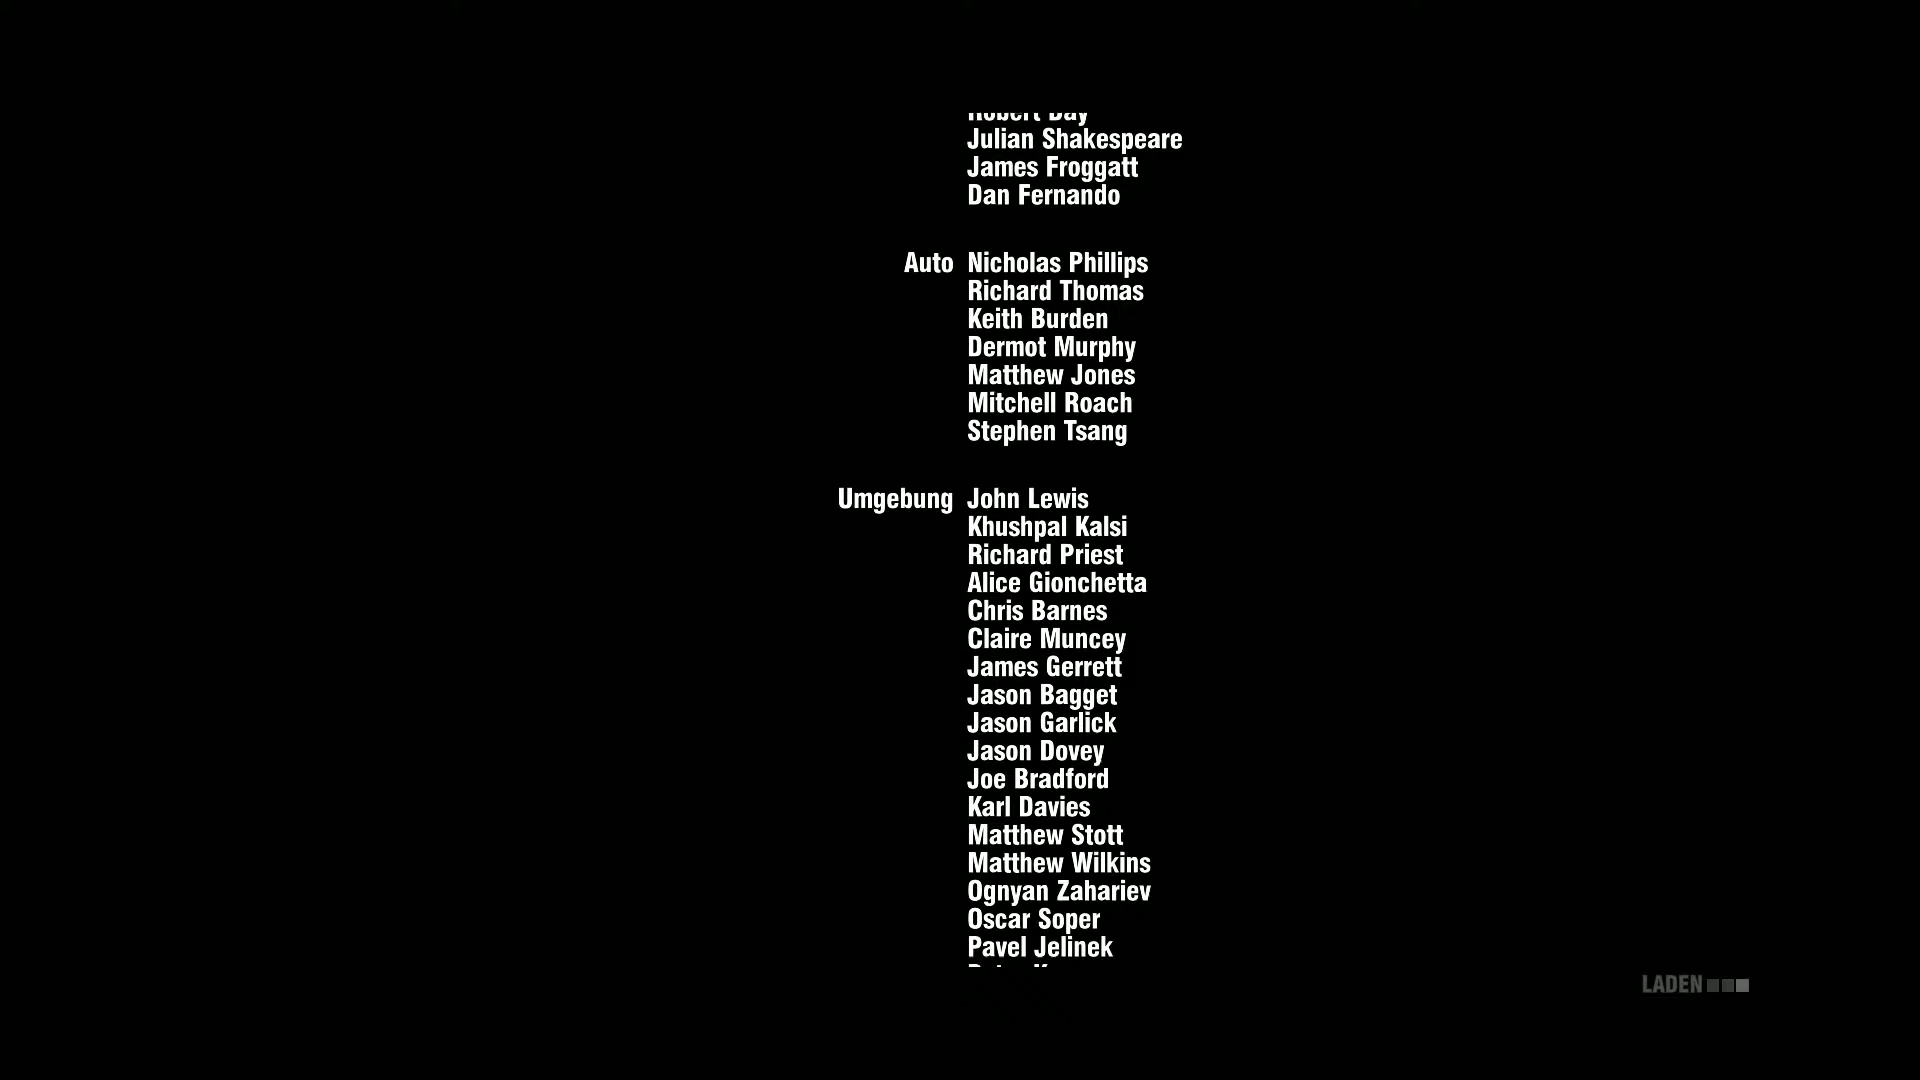 Robert Day
Julian Shakespeare
James Froggatt
Dan Fernando
Auto Nicholas Phillips
Richard Thomas
Keith Burden
Dermot Murphy
Matthew Jones
Mitchell Roach
Stephen Tsang
Umgebung John Lewis
Khushpal Kalsi
Richard Priest
Alice Gionchetta
Chris Barnes
Claire Muncey
James Gerrett
Jason Bagget
Jason Garlick
Jason Dovey
Joe Bradford
Karl Davies
Matthew Stott
Matthew Wilkins
Ognyan Zahariev
Oscar Soper
Pavel Jelinek
LADEN